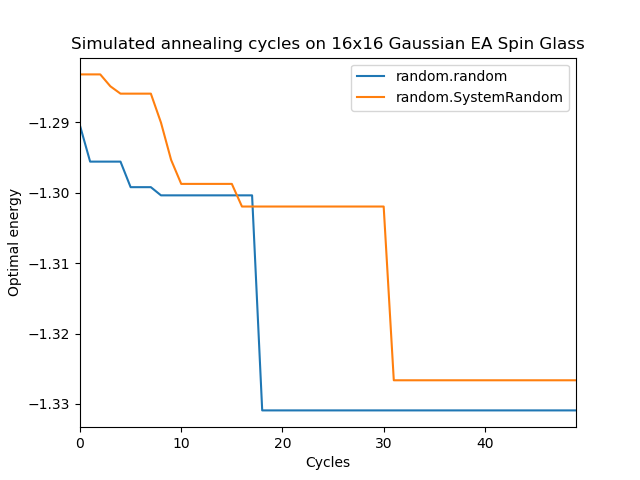 Simulated annealing cycles on 16x16 Gaussian EA Spin Glass
random.random
random.SystemRandom
Optimal energy
−1.29
−1.30
−1.31
−1.32
−1.33
0
10
20
30
40
Cycles